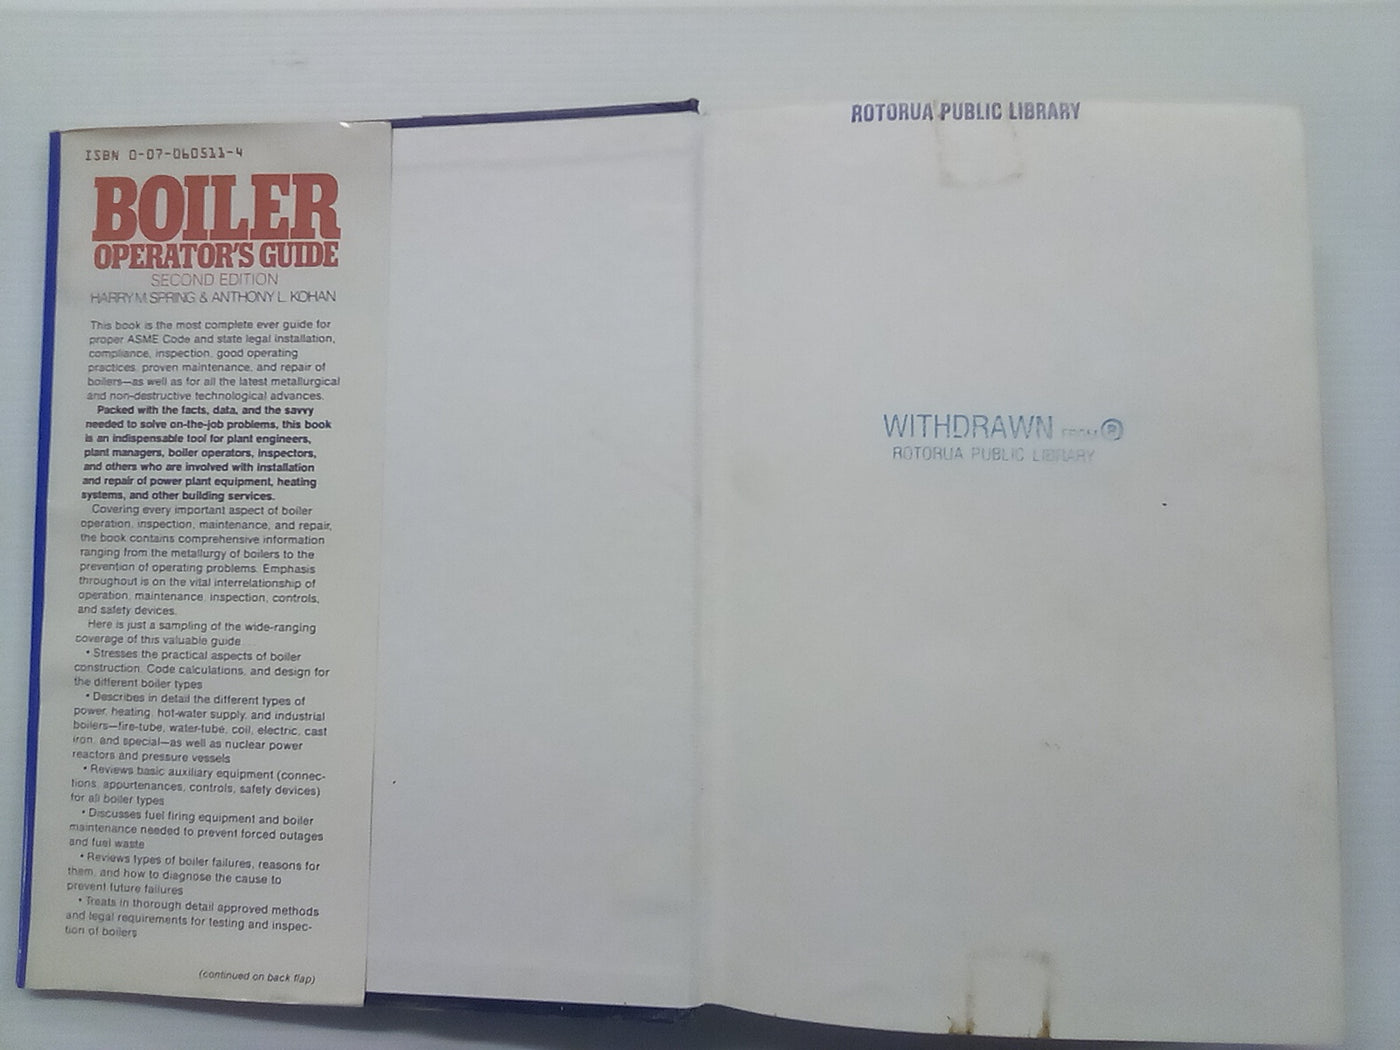 ISBN 0-07-060511-4
BOILER
OPERATOR'S GUIDE
SECOND EDITION
HARRY M. SPRING & ANTHONY L. KOHAN
This book is the most complete ever guide for
proper ASME Code and state legal installation,
compliance, inspection, good operating
practices, proven maintenance, and repair of
boilers—as well as for all the latest metallurgical
and non-destructive technological advances.
Packed with the facts, data, and the savvy
needed to solve on-the-job problems, this book
is an indispensable tool for plant engineers,
plant managers, boiler operators, inspectors,
and others who are involved with installation
and repair of power plant equipment, heating
systems, and other building services.
Covering every important aspect of boiler
operation, inspection, maintenance, and repair,
the book contains comprehensive information
ranging from the metallurgy of boilers to the
prevention of operating problems. Emphasis
throughout is on the vital interrelationship of
operation, maintenance, inspection, controls,
and safety devices.
Here is just a sampling of the wide-ranging
coverage of this valuable guide
• Stresses the practical aspects of boiler
construction, Code calculations, and design for
the different boiler types
• Describes in detail the different types of
power, heating, hot-water supply, and industrial
boilers—fire-tube, water-tube, coil, electric, cast
iron, and special—as well as nuclear power
reactors and pressure vessels
• Reviews basic auxiliary equipment (connec-
tions, appurtenances, controls, safety devices)
for all boiler types
• Discusses fuel firing equipment and boiler
maintenance needed to prevent forced outages
and fuel waste
• Reviews types of boiler failures, reasons for
them, and how to diagnose the cause to
prevent future failures
• Treats in thorough detail approved methods
and legal requirements for testing and inspec-
tion of boilers
(continued on back flap)
ROTORUA PUBLIC LIBRARY
WITHDRAWN FROM
ROTORUA PUBLIC LIBRARY